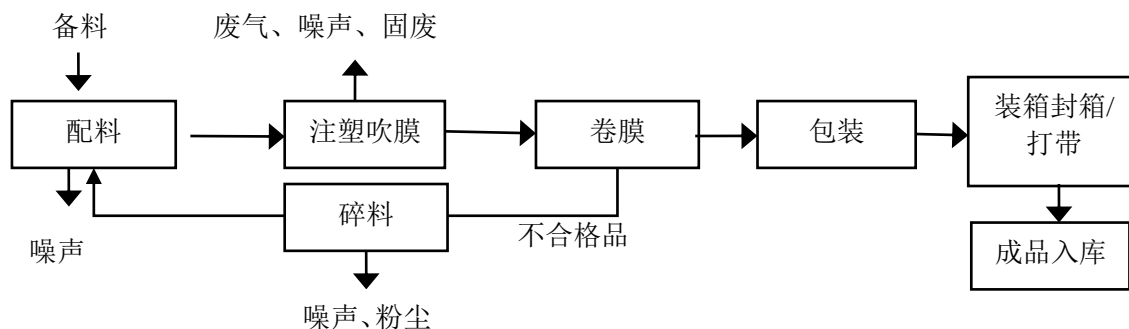 备料
废气、噪声、固废
配料
注塑吹膜
卷膜
包装
装箱封箱/
打带
碎料
不合格品
噪声
成品入库
噪声、粉尘